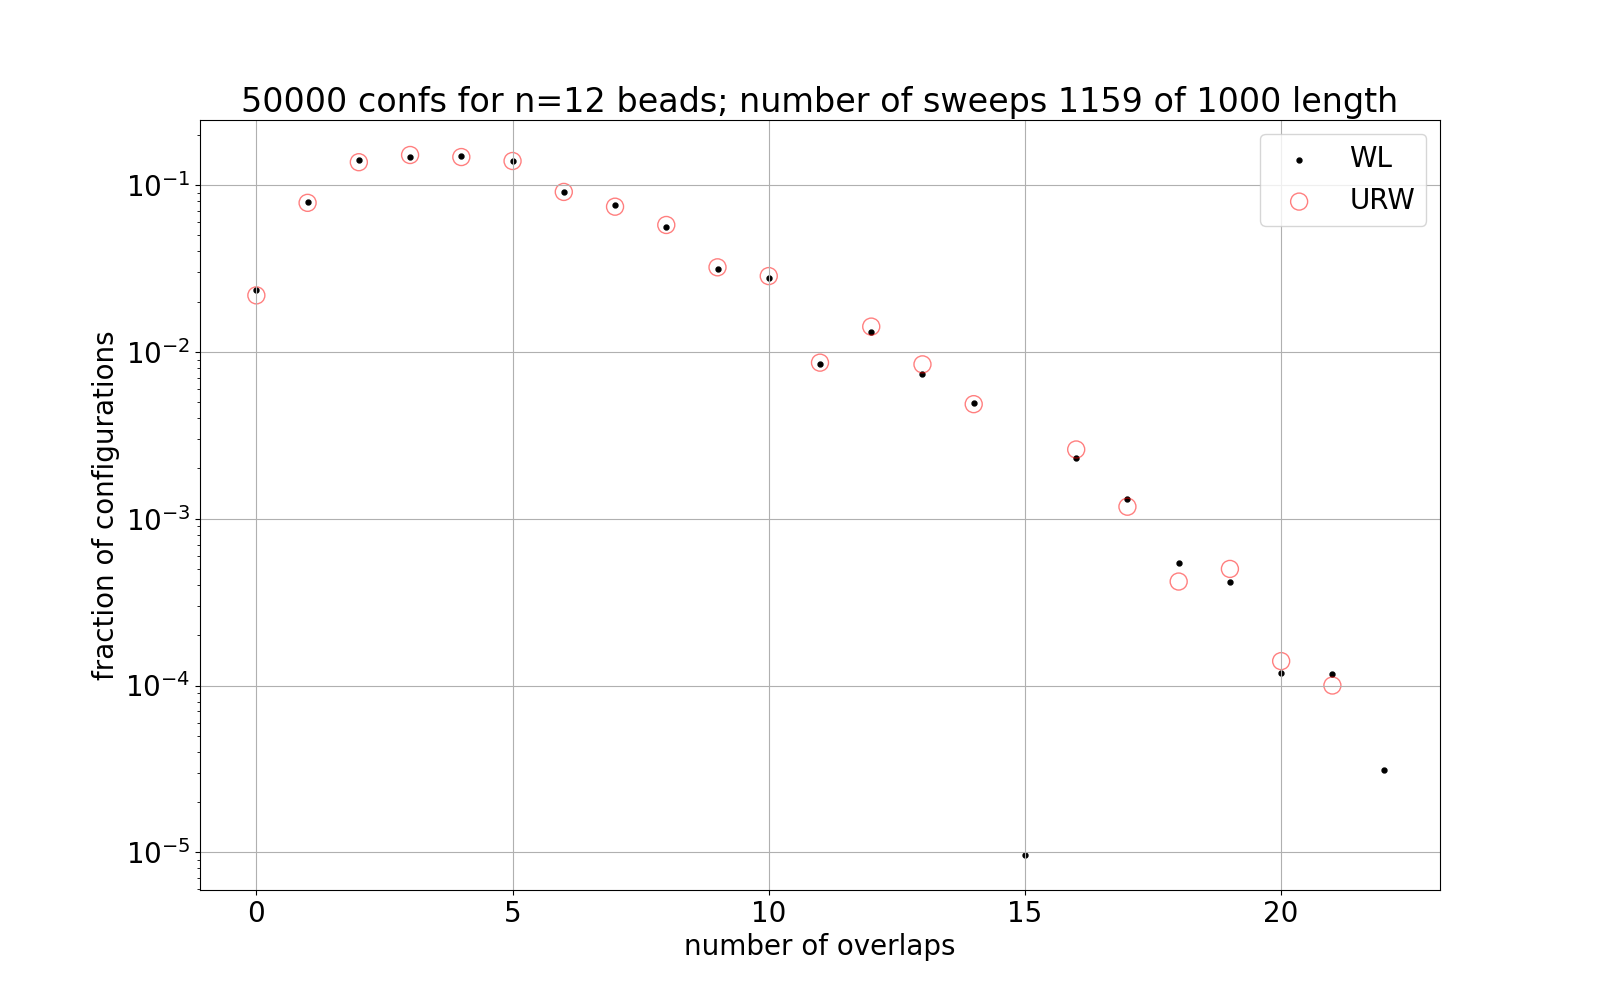 50000 confs for n=12 beads; number of sweeps 1159 of 1000 length
WL
URW
fraction of configurations
10⁻¹
10⁻²
10⁻³
10⁻⁴
10⁻⁵
0 5 10 15 20
number of overlaps